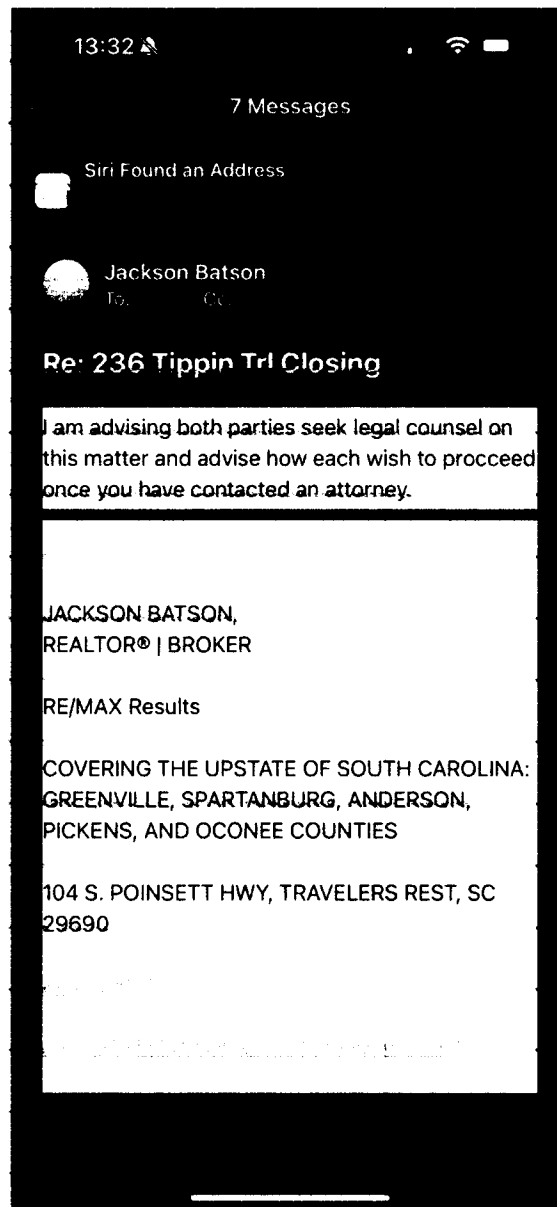 13:32
7 Messages
Siri Found an Address
Jackson Batson
To: Cc:
Re: 236 Tippin Trl Closing
I am advising both parties seek legal counsel on
this matter and advise how each wish to procceed
once you have contacted an attorney.
JACKSON BATSON,
REALTOR® | BROKER
RE/MAX Results
COVERING THE UPSTATE OF SOUTH CAROLINA:
GREENVILLE, SPARTANBURG, ANDERSON,
PICKENS, AND OCONEE COUNTIES
104 S. POINSETT HWY, TRAVELERS REST, SC
29690